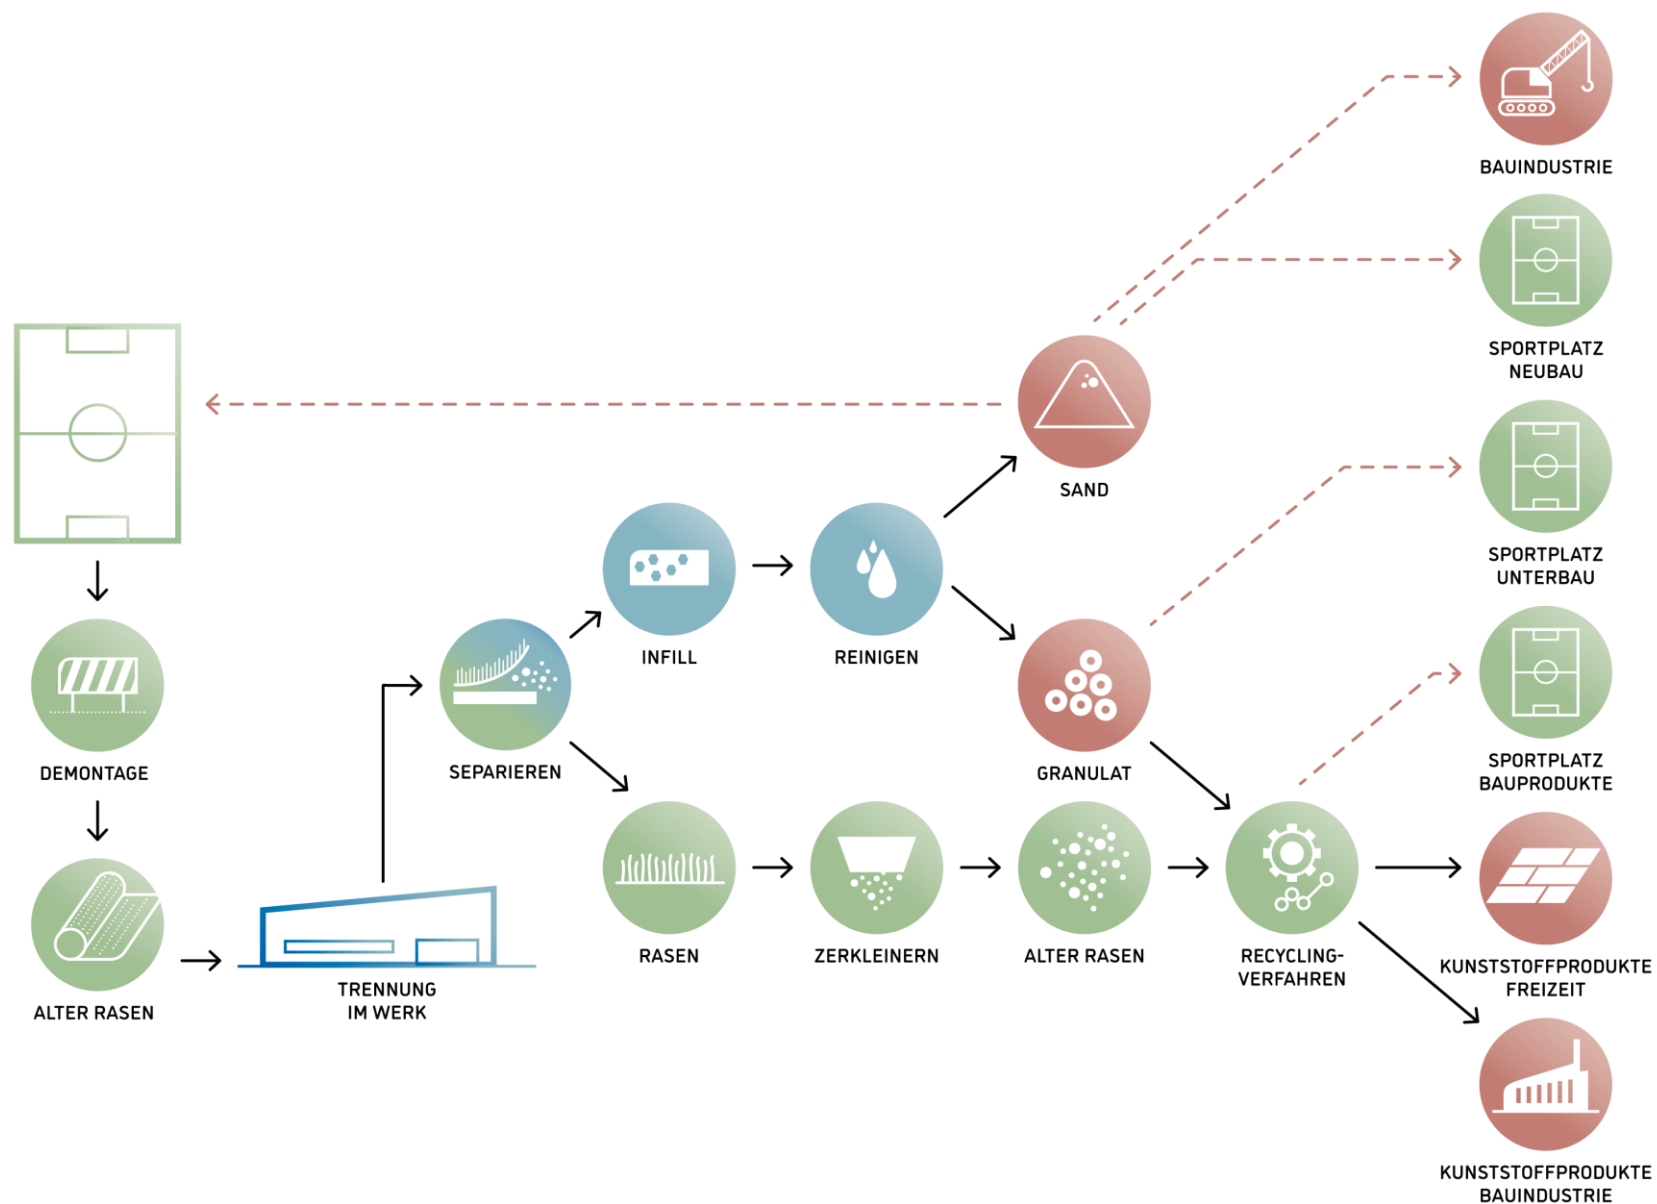 BAUINDUSTRIE
SPORTPLATZ
NEUBAU
SAND
SPORTPLATZ
UNTERBAU
INFILL
REINIGEN
DEMONTAGE
SEPARIEREN
GRANULAT
SPORTPLATZ
BAUPRODUKTE
ALTER RASEN
TRENNUNG
IM WERK
RASEN
ZERKLEINERN
ALTER RASEN
RECYCLING-
VERFAHREN
KUNSTSTOFFPRODUKTE
FREIZEIT
KUNSTSTOFFPRODUKTE
BAUINDUSTRIE